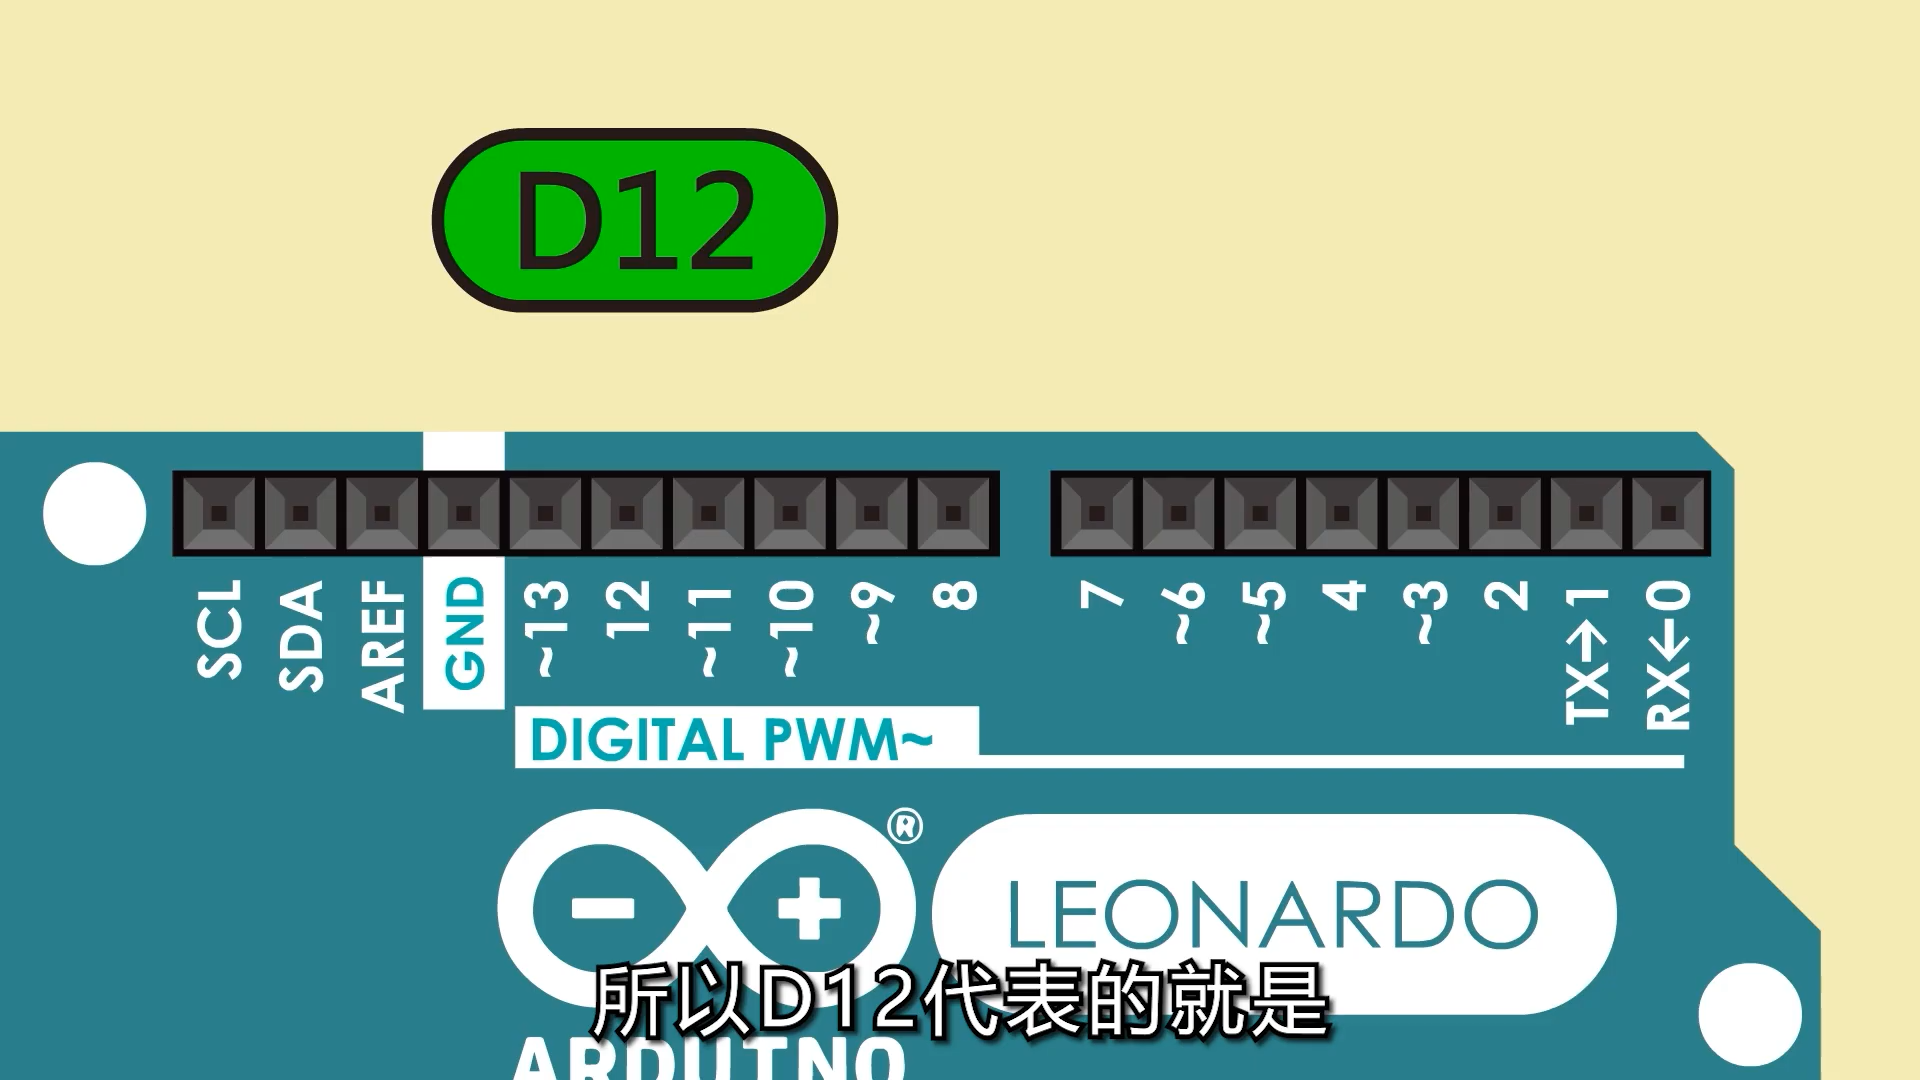 D12
SCL SDA AREF GND ~13 12 ~11 ~10 ~9 8 7 ~6 ~5 4 ~3 2 TX→1 RX←0
DIGITAL PWM~
®
LEONARDO
所以D12代表的就是
ARDUINO